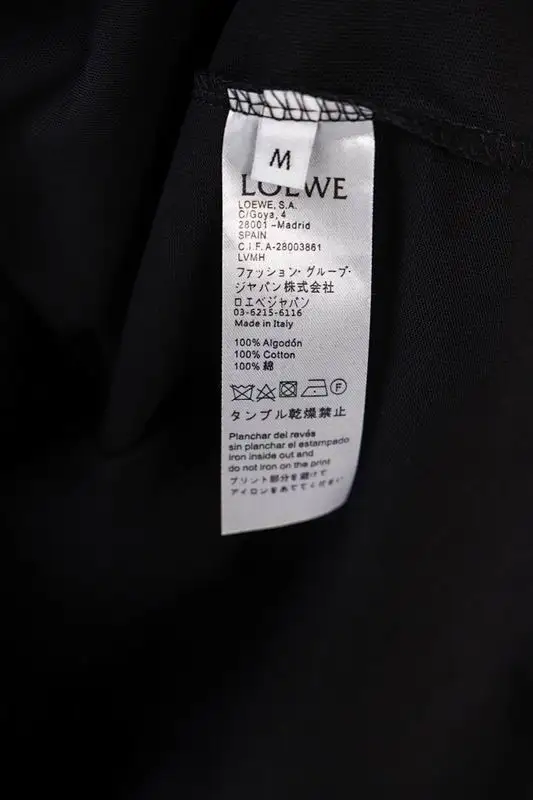 M
LOEWE
LOEWE, S.A.
C/Goya, 4
28001 -Madrid
SPAIN
C.I.F.A-28003861
LVMH
ファッション・グループ・
ジャパン株式会社
ロエベジャパン
03-6215-6116
Made in Italy
100% Algodón
100% Cotton
100% 綿
F
タンブル乾燥禁止
Planchar del revés
sin planchar el estampado
iron inside out and
do not iron on the print
プリント部分を避けて
アイロンをあててください